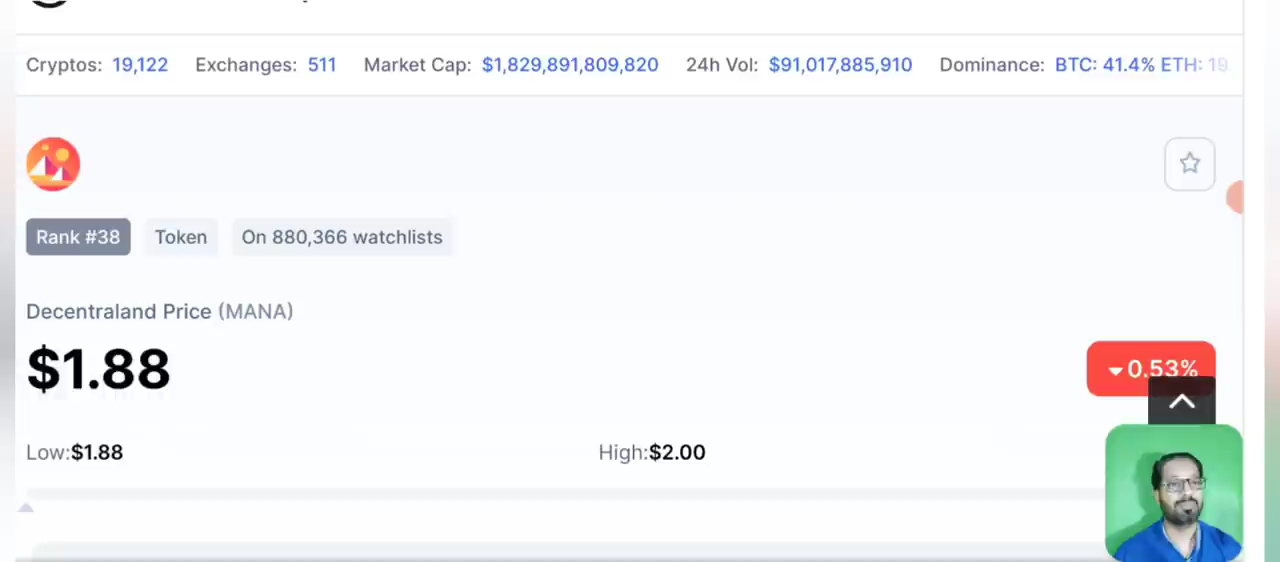 Cryptos: 19,122 Exchanges: 511 Market Cap: $1,829,891,809,820 24h Vol: $91,017,885,910 Dominance: BTC: 41.4% ETH: 19
Rank #38 Token On 880,366 watchlists
Decentraland Price (MANA)
$1.88 0.53%
Low:$1.88 High:$2.00